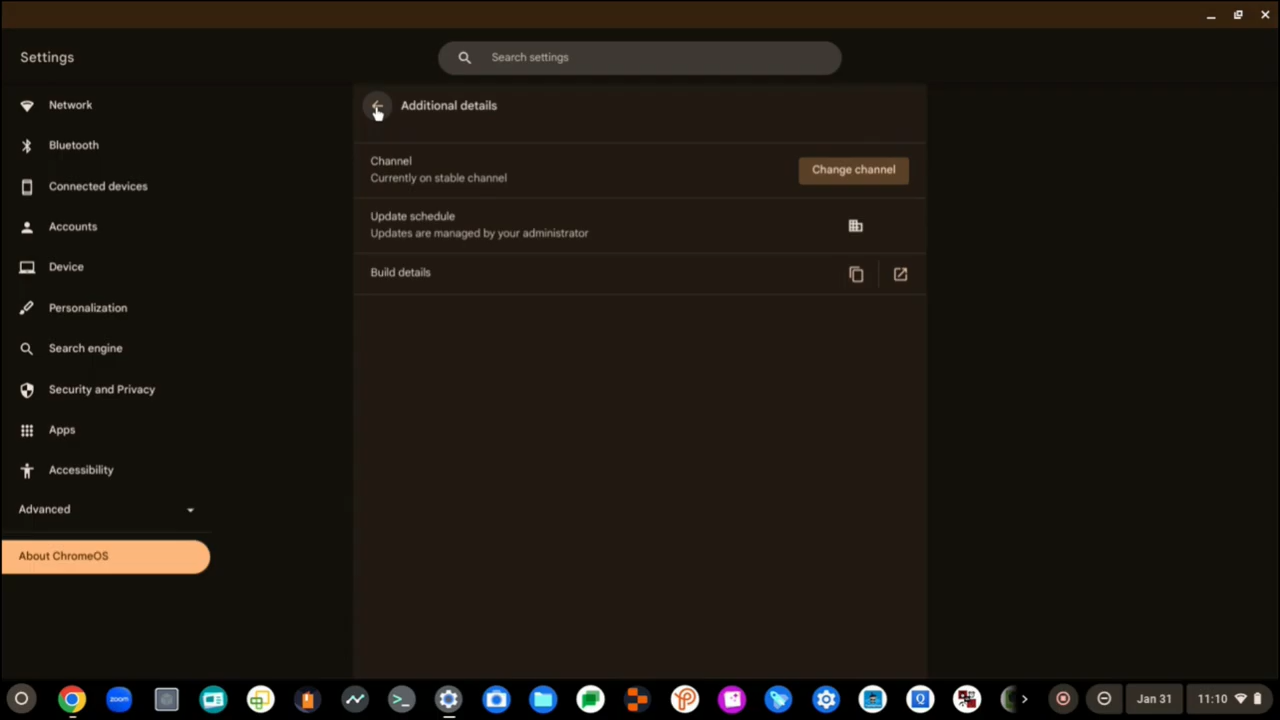 Settings
Search settings
Network
Bluetooth
Connected devices
Accounts
Device
Personalization
Search engine
Security and Privacy
Apps
Accessibility
Advanced
About ChromeOS
Additional details
Channel
Currently on stable channel
Change channel
Update schedule
Updates are managed by your administrator
Build details
zoom
Jan 31
11:10